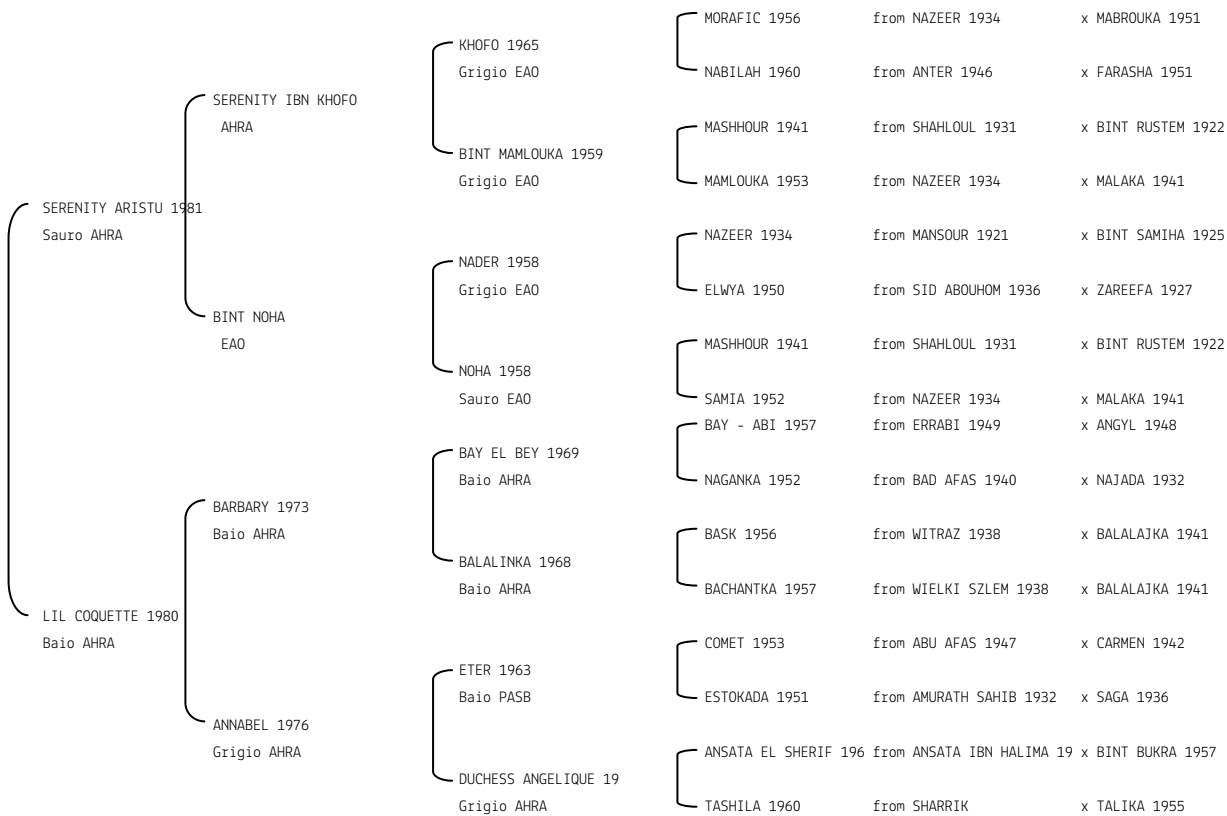 MORAFIC 1956 from NAZEER 1934 x MABROUKA 1951
KHOFO 1965
Grigio EAO
NABILAH 1960 from ANTER 1946 x FARASHA 1951
SERENITY IBN KHOFO
AHRA
MASHHOUR 1941 from SHAHLOUL 1931 x BINT RUSTEM 1922
BINT MAMLOUKA 1959
Grigio EAO
MAMLOUKA 1953 from NAZEER 1934 x MALAKA 1941
SERENITY ARISTU 1981
Sauro AHRA
NAZEER 1934 from MANSOUR 1921 x BINT SAMIHA 1925
NADER 1958
Grigio EAO
ELWYA 1950 from SID ABOUHOM 1936 x ZAREEFA 1927
BINT NOHA
EAO
MASHHOUR 1941 from SHAHLOUL 1931 x BINT RUSTEM 1922
NOHA 1958
Sauro EAO
SAMIA 1952 from NAZEER 1934 x MALAKA 1941
BAY - ABI 1957 from ERRABI 1949 x ANGYL 1948
BAY EL BEY 1969
Baio AHRA
NAGANKA 1952 from BAD AFAS 1940 x NAJADA 1932
BARBARY 1973
Baio AHRA
BASK 1956 from WITRAZ 1938 x BALALAJKA 1941
BALALINKA 1968
Baio AHRA
BACHANTKA 1957 from WIELKI SZLEM 1938 x BALALAJKA 1941
LIL COQUETTE 1980
Baio AHRA
COMET 1953 from ABU AFAS 1947 x CARMEN 1942
ETER 1963
Baio PASB
ESTOKADA 1951 from AMURATH SAHIB 1932 x SAGA 1936
ANNABEL 1976
Grigio AHRA
ANSATA EL SHERIF 196 from ANSATA IBN HALIMA 19 x BINT BUKRA 1957
DUCHESS ANGELIQUE 19
Grigio AHRA
TASHILA 1960 from SHARRIK x TALIKA 1955